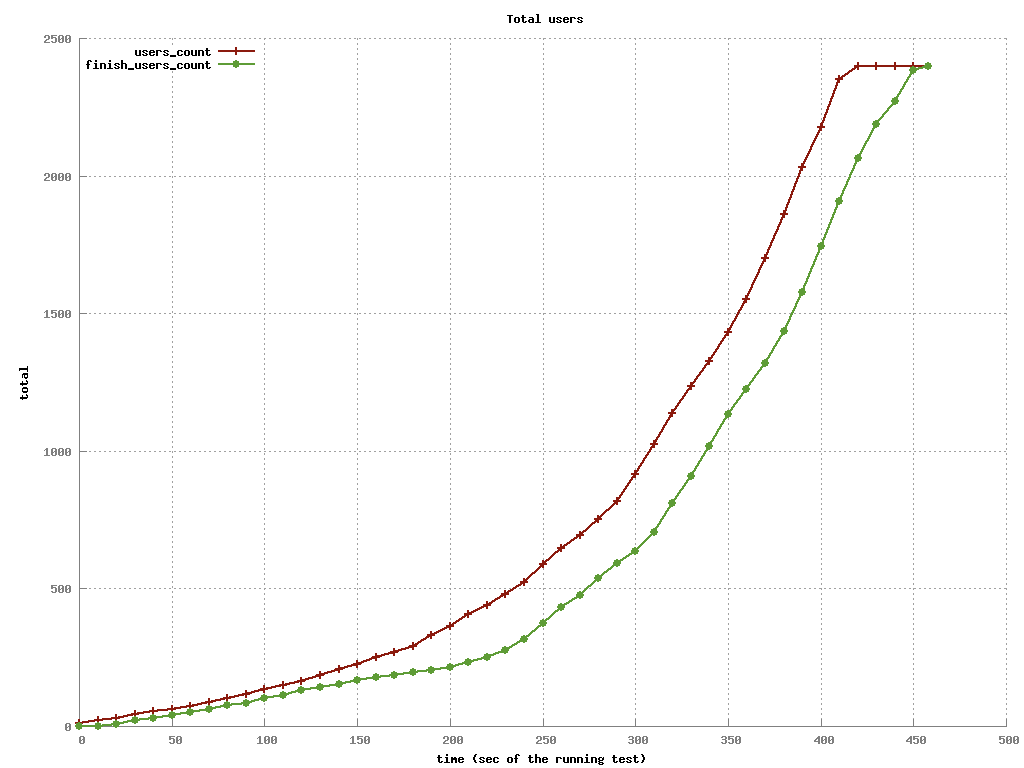 Total users
users_count
finish_users_count
2500
2000
1500
1000
500
0
total
0 50 100 150 200 250 300 350 400 450 500
time (sec of the running test)